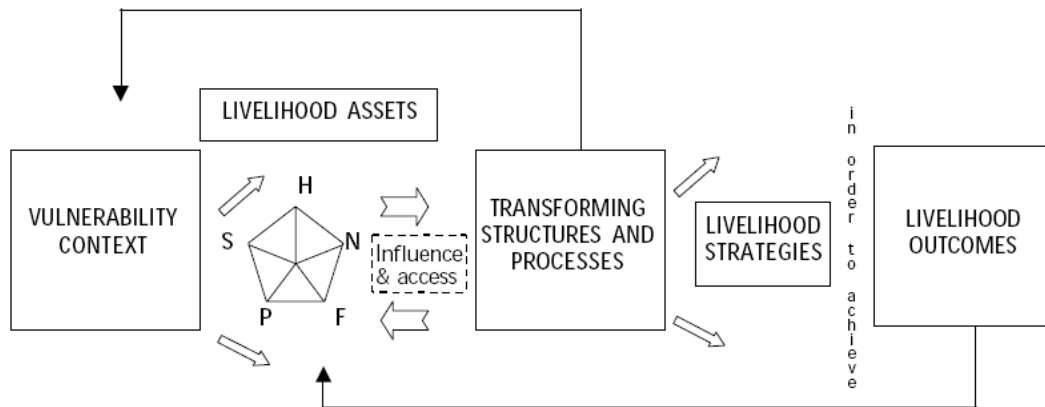 LIVELIHOOD ASSETS
VULNERABILITY
CONTEXT
H
S
N
P
F
Influence
& access
TRANSFORMING
STRUCTURES AND
PROCESSES
LIVELIHOOD
STRATEGIES
in order to achieve
LIVELIHOOD
OUTCOMES